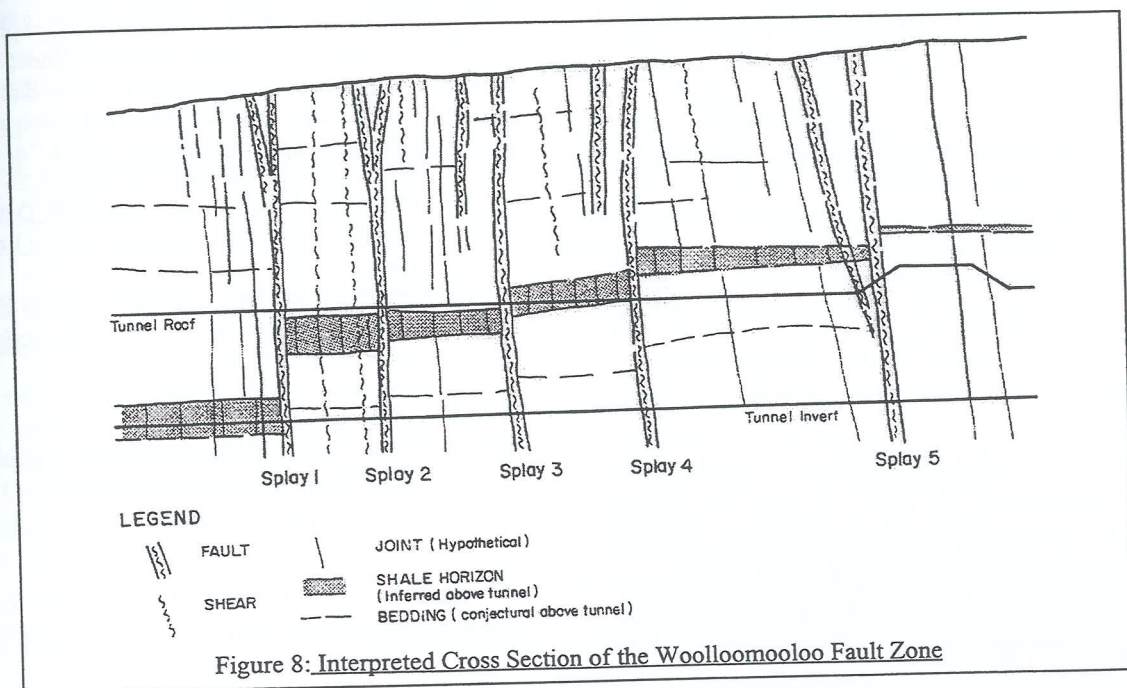 Tunnel Roof
Tunnel Invert
Splay 1
Splay 2
Splay 3
Splay 4
Splay 5
LEGEND
FAULT
JOINT (Hypothetical)
SHALE HORIZON
(Inferred above tunnel)
SHEAR
BEDDING (conjectural above tunnel)
Figure 8: Interpreted Cross Section of the Woolloomooloo Fault Zone